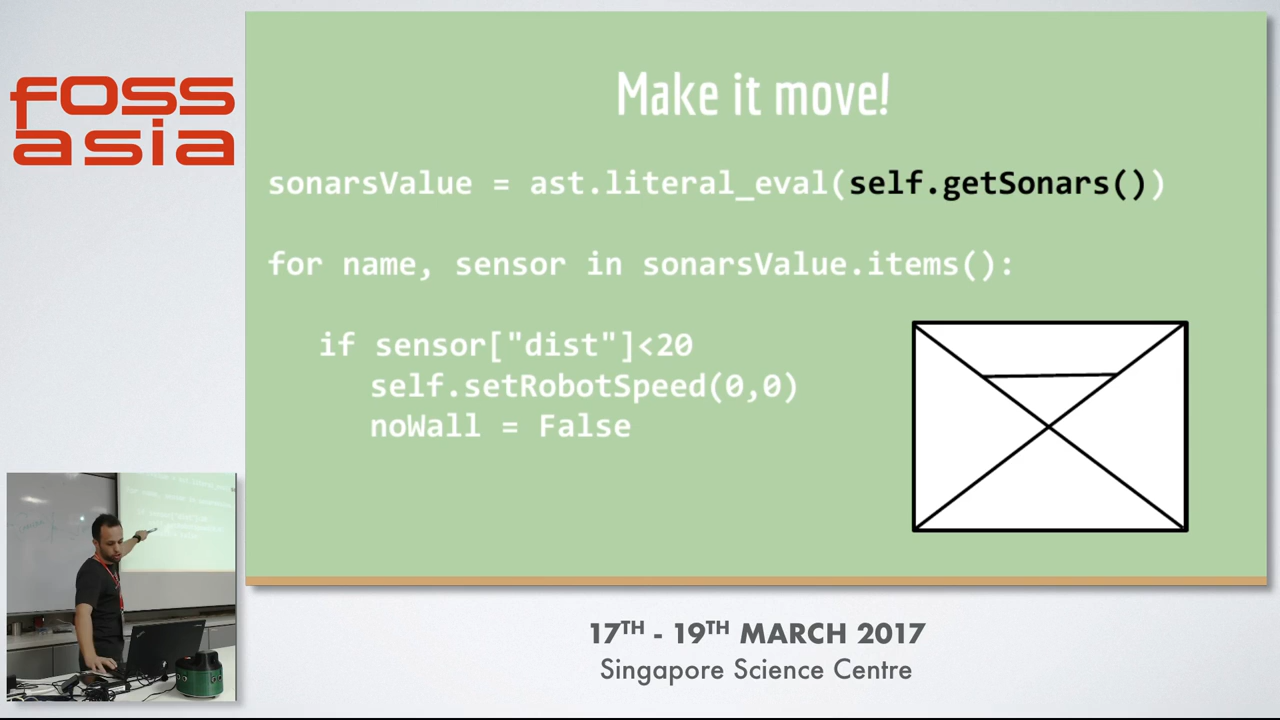 foss
asia
Make it move!
sonarsValue = ast.literal_eval(self.getSonars())
for name, sensor in sonarsValue.items():
if sensor["dist"]<20
self.setRobotSpeed(0,0)
noWall = False
17TH - 19TH MARCH 2017
Singapore Science Centre